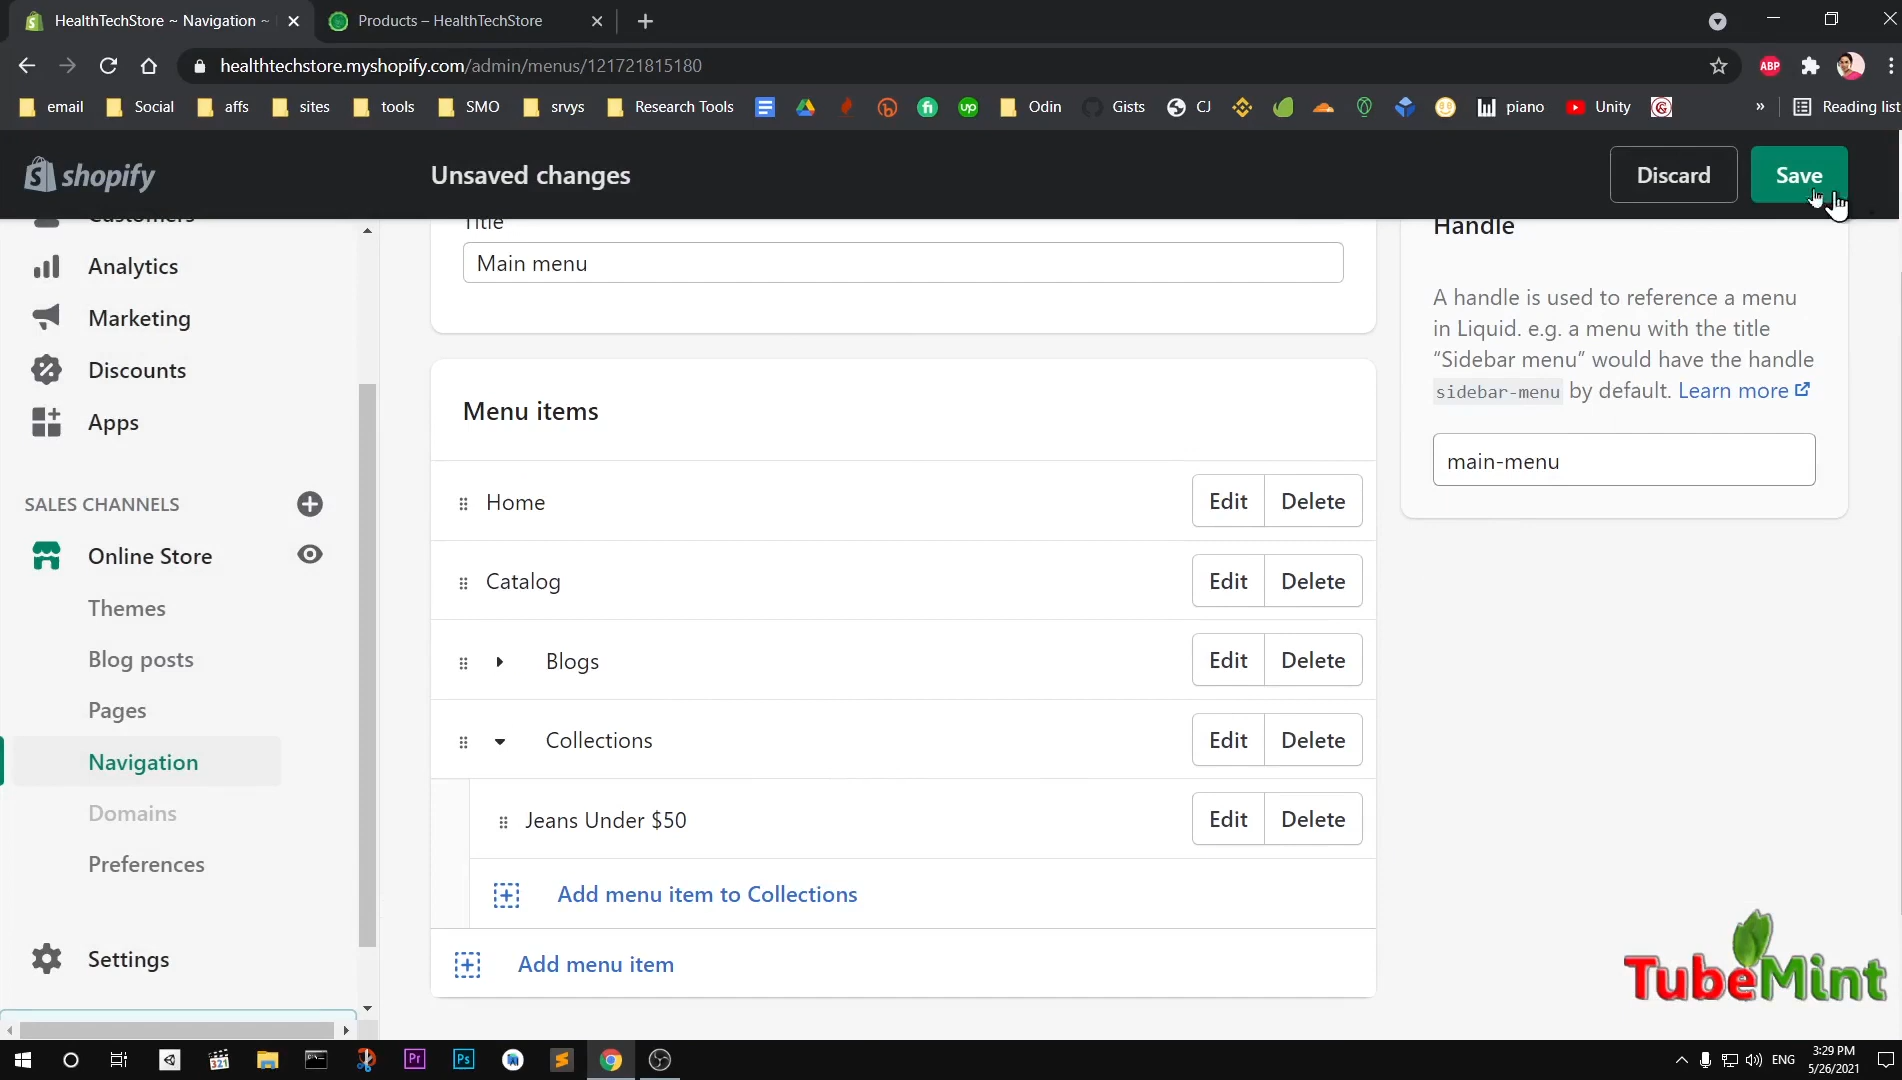 HealthTechStore ~ Navigation ~
Products – HealthTechStore
healthtechstore.myshopify.com/admin/menus/121721815180
ABP
email
Social
affs
sites
tools
SMO
srvys
Research Tools
Odin
Gists
CJ
piano
Unity
»
Reading list
shopify
Unsaved changes
Discard
Save
Customers
Analytics
Marketing
Discounts
Apps
SALES CHANNELS
Online Store
Themes
Blog posts
Pages
Navigation
Domains
Preferences
Settings
Title
Main menu
Menu items
Home
Edit
Delete
Catalog
Edit
Delete
Blogs
Edit
Delete
Collections
Edit
Delete
Jeans Under $50
Edit
Delete
Add menu item to Collections
Add menu item
Handle
A handle is used to reference a menu
in Liquid. e.g. a menu with the title
“Sidebar menu” would have the handle
sidebar-menu by default. Learn more
main-menu
TubeMint
321
Pr
Ps
ENG
3:29 PM
5/26/2021